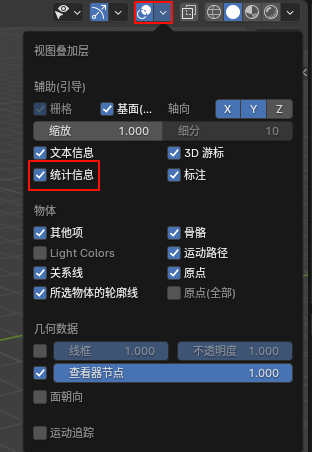 视图叠加层
辅助(引导)
栅格 基面(... 轴向 X Y Z
缩放 1.000 细分 10
文本信息 3D 游标
统计信息 标注
物体
其他项 骨骼
Light Colors 运动路径
关系线 原点
所选物体的轮廓线 原点(全部)
几何数据
线框 1.000 不透明度 1.000
查看器节点 1.000
面朝向
运动追踪